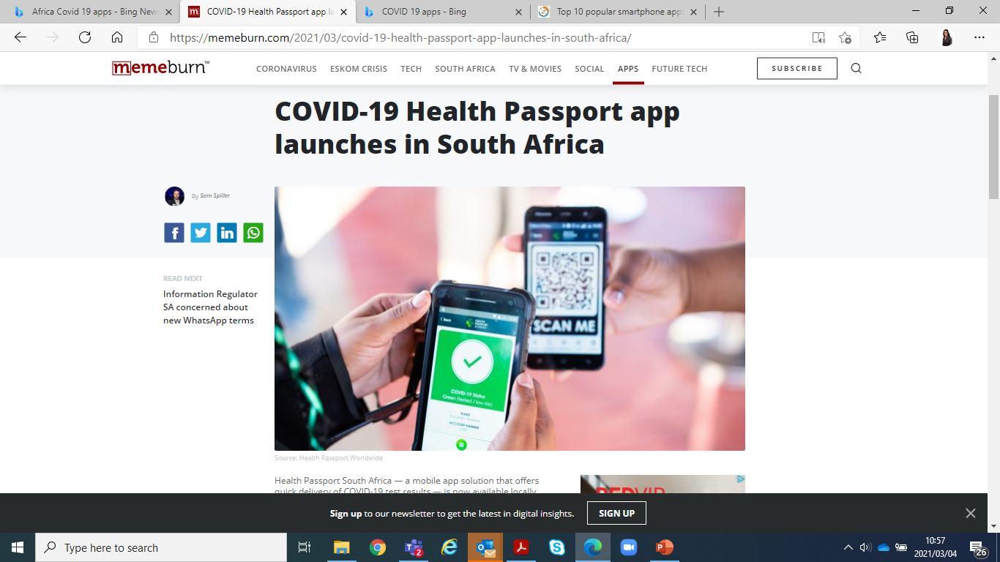 Africa Covid 19 apps - Bing New
COVID-19 Health Passport app la
COVID 19 apps - Bing
Top 10 popular smartphone app
https://memeburn.com/2021/03/covid-19-health-passport-app-launches-in-south-africa/
memeburn™
CORONAVIRUS
ESKOM CRISIS
TECH
SOUTH AFRICA
TV & MOVIES
SOCIAL
APPS
FUTURE TECH
SUBSCRIBE
COVID-19 Health Passport app
launches in South Africa
By Sam Spiller
READ NEXT
Information Regulator
SA concerned about
new WhatsApp terms
Back
HEALTH
PASSPORT
COVID-19 Status
Green (tested / low risk)
NAME
ACCOUNT NUMBER
SCAN ME
Source: Health Passport Worldwide
Health Passport South Africa — a mobile app solution that offers
quick delivery of COVID-19 test results — is now available locally
Sign up to our newsletter to get the latest in digital insights.
SIGN UP
Type here to search
2
10:57
2021/03/04
26